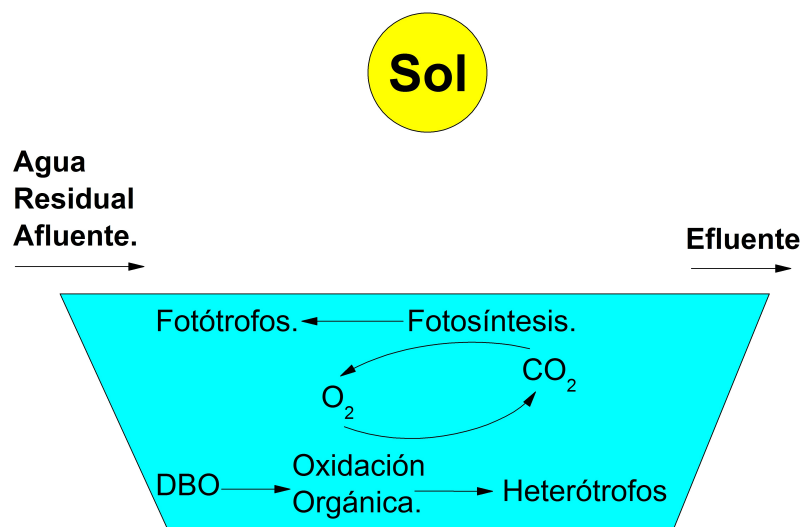 Sol
Agua
Residual
Afluente.
Efluente
Fotótrofos.
Fotosíntesis.
CO2
O2
DBO
Oxidación
Orgánica.
Heterótrofos